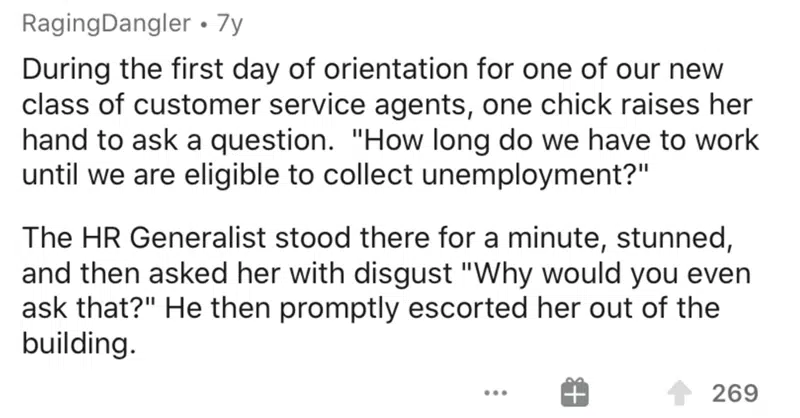 RagingDangler • 7y
During the first day of orientation for one of our new
class of customer service agents, one chick raises her
hand to ask a question. "How long do we have to work
until we are eligible to collect unemployment?"
The HR Generalist stood there for a minute, stunned,
and then asked her with disgust "Why would you even
ask that?" He then promptly escorted her out of the
building.
... 269